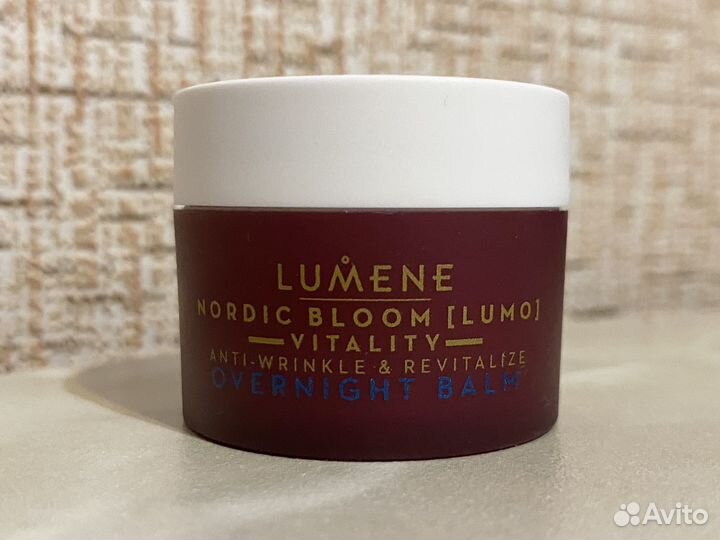 LUMENE
NORDIC BLOOM [LUMO]
VITALITY
ANTI-WRINKLE & REVITALIZE
OVERNIGHT BALM
Avito